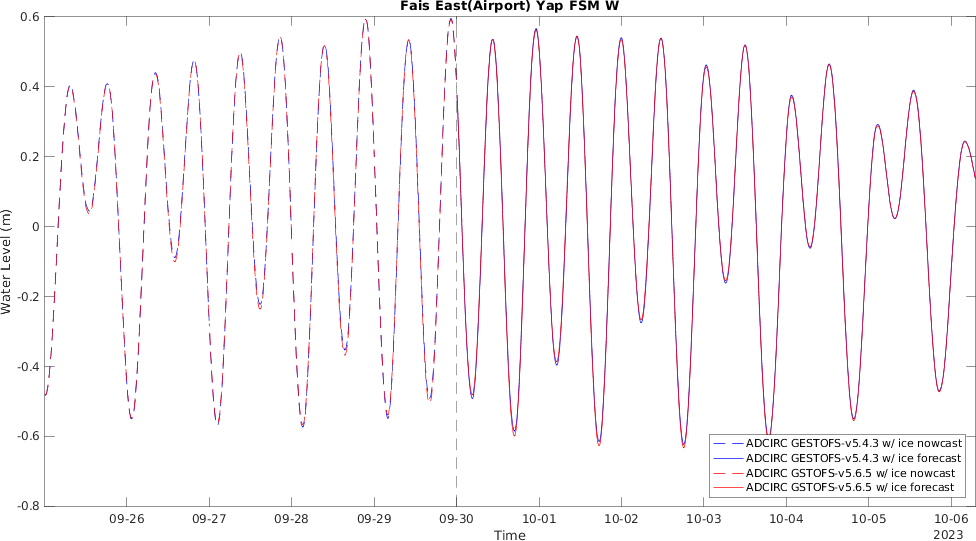 Fais East(Airport) Yap FSM W
Water Level (m)
0.6
0.4
0.2
0
-0.2
-0.4
-0.6
-0.8
ADCIRC GESTOFS-v5.4.3 w/ ice nowcast
ADCIRC GESTOFS-v5.4.3 w/ ice forecast
ADCIRC GSTOFS-v5.6.5 w/ ice nowcast
ADCIRC GSTOFS-v5.6.5 w/ ice forecast
09-26 09-27 09-28 09-29 09-30 10-01 10-02 10-03 10-04 10-05 10-06
2023
Time